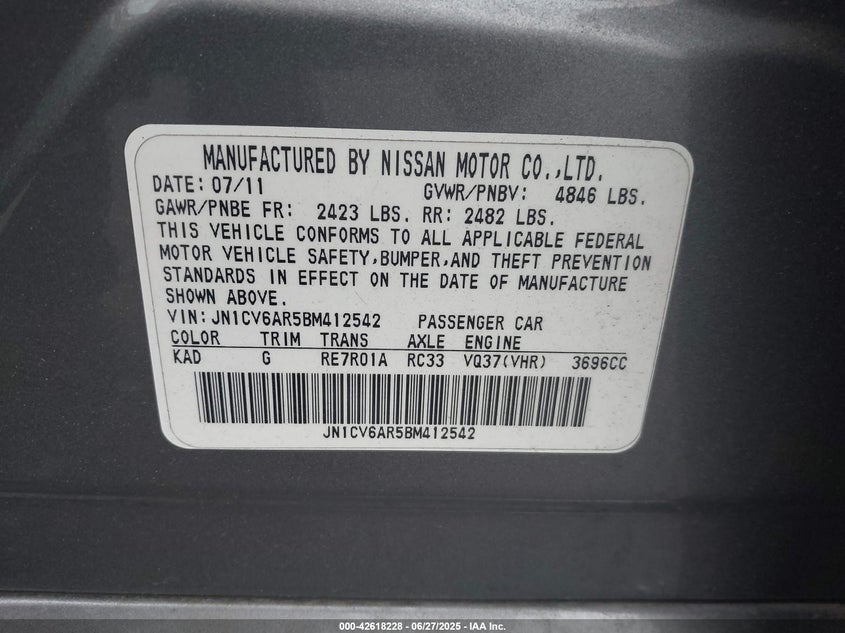 MANUFACTURED BY NISSAN MOTOR CO.,LTD.
DATE: 07/11 GVWR/PNBV: 4846 LBS.
GAWR/PNBE FR: 2423 LBS. RR: 2482 LBS.
THIS VEHICLE CONFORMS TO ALL APPLICABLE FEDERAL
MOTOR VEHICLE SAFETY,BUMPER,AND THEFT PREVENTION
STANDARDS IN EFFECT ON THE DATE OF MANUFACTURE
SHOWN ABOVE.
VIN:JN1CV6AR5BM412542 PASSENGER CAR
COLOR TRIM TRANS AXLE ENGINE
KAD G RE7R01A RC33 VQ37(VHR) 3696CC
JN1CV6AR5BM412542
000-42618228 - 06/27/2025 - IAA Inc.